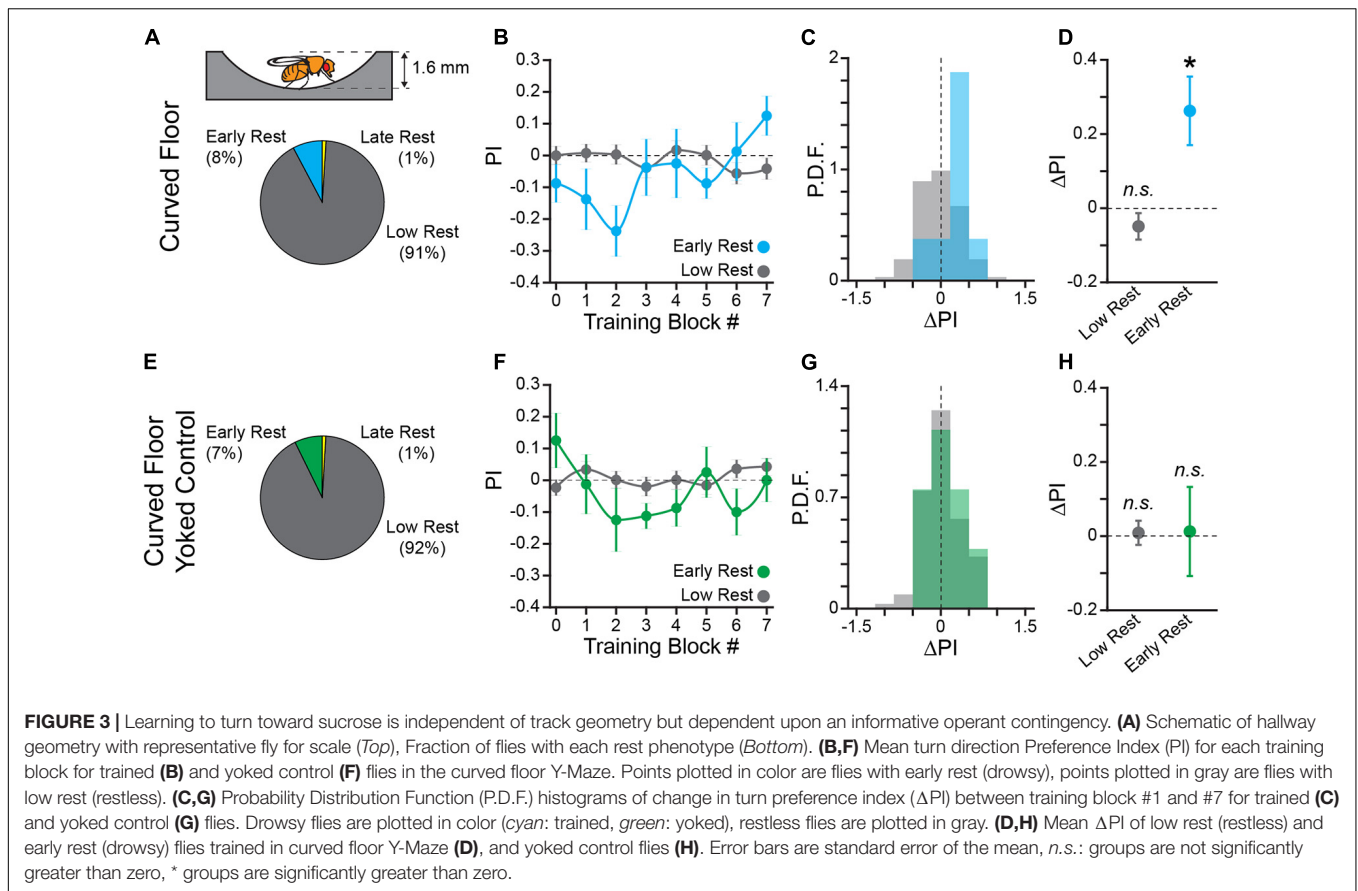 A
1.6 mm
Curved Floor
Early Rest
(8%)
Late Rest
(1%)
Low Rest
(91%)
B
PI
0.3
0.2
0.1
0
-0.1
-0.2
-0.3
-0.4
0 1 2 3 4 5 6 7
Training Block #
Early Rest
Low Rest
C
P.D.F.
2
1
0
-1.5 0 1.5
ΔPI
D
ΔPI
0.4
0.2
0
-0.2
n.s.
*
Low Rest
Early Rest
E
Curved Floor
Yoked Control
Early Rest
(7%)
Late Rest
(1%)
Low Rest
(92%)
F
PI
0.3
0.2
0.1
0
-0.1
-0.2
-0.3
-0.4
0 1 2 3 4 5 6 7
Training Block #
Early Rest
Low Rest
G
P.D.F.
1.4
0.7
0
-1.5 0 1.5
ΔPI
H
ΔPI
0.4
0.2
0
-0.2
n.s.
n.s.
Low Rest
Early Rest
FIGURE 3 | Learning to turn toward sucrose is independent of track geometry but dependent upon an informative operant contingency. (A) Schematic of hallway
geometry with representative fly for scale (Top), Fraction of flies with each rest phenotype (Bottom). (B,F) Mean turn direction Preference Index (PI) for each training
block for trained (B) and yoked control (F) flies in the curved floor Y-Maze. Points plotted in color are flies with early rest (drowsy), points plotted in gray are flies with
low rest (restless). (C,G) Probability Distribution Function (P.D.F.) histograms of change in turn preference index (ΔPI) between training block #1 and #7 for trained (C)
and yoked control (G) flies. Drowsy flies are plotted in color (cyan: trained, green: yoked), restless flies are plotted in gray. (D,H) Mean ΔPI of low rest (restless) and
early rest (drowsy) flies trained in curved floor Y-Maze (D), and yoked control flies (H). Error bars are standard error of the mean, n.s.: groups are not significantly
greater than zero, * groups are significantly greater than zero.